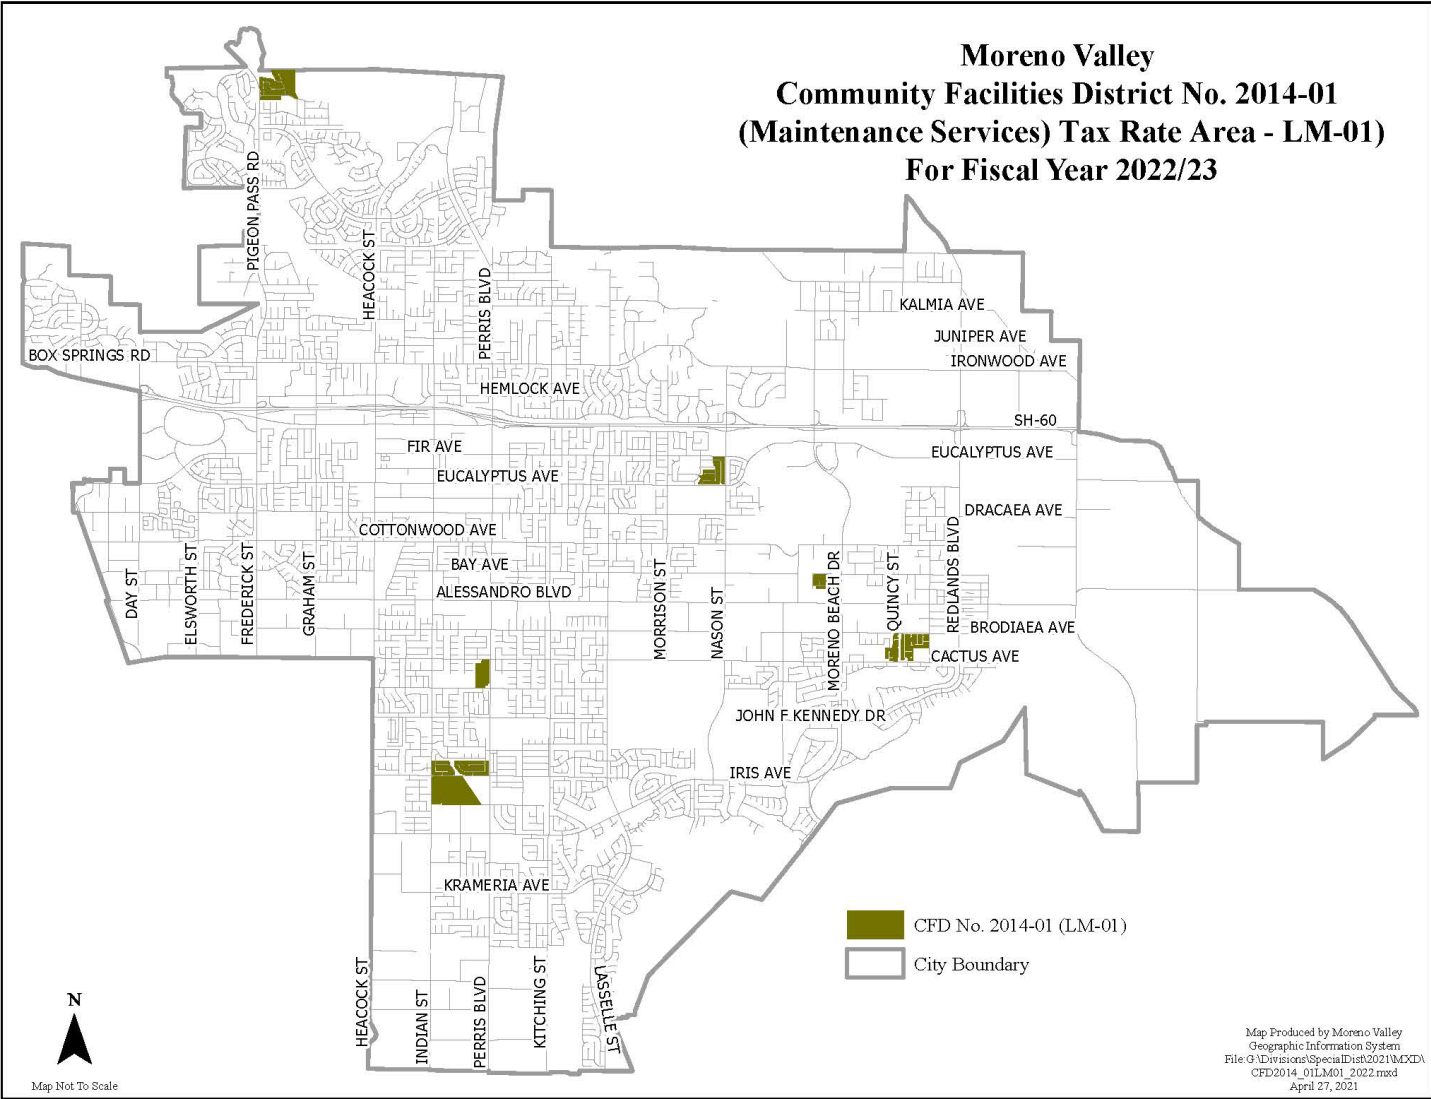 Moreno Valley
Community Facilities District No. 2014-01
(Maintenance Services) Tax Rate Area - LM-01)
For Fiscal Year 2022/23
PIGEON PASS RD
HEACOCK ST
PERRIS BLVD
KALMIA AVE
JUNIPER AVE
BOX SPRINGS RD
IRONWOOD AVE
HEMLOCK AVE
SH-60
FIR AVE
EUCALYPTUS AVE
EUCALYPTUS AVE
DRACAEA AVE
COTTONWOOD AVE
BAY AVE
ALESSANDRO BLVD
DAY ST
ELSWORTH ST
FREDERICK ST
GRAHAM ST
MORRISON ST
NASON ST
MORENO BEACH DR
QUINCY ST
REDLANDS BLVD
BRODIAEA AVE
CACTUS AVE
JOHN F KENNEDY DR
IRIS AVE
KRAMERIA AVE
HEACOCK ST
INDIAN ST
PERRIS BLVD
KITCHING ST
LASSELLE ST
CFD No. 2014-01 (LM-01)
City Boundary
N
Map Not To Scale
Map Produced by Moreno Valley
Geographic Information System
File:G:\Divisions\SpecialDist\2021\MXD\
CFD2014_01LM01_2022.mxd
April 27, 2021